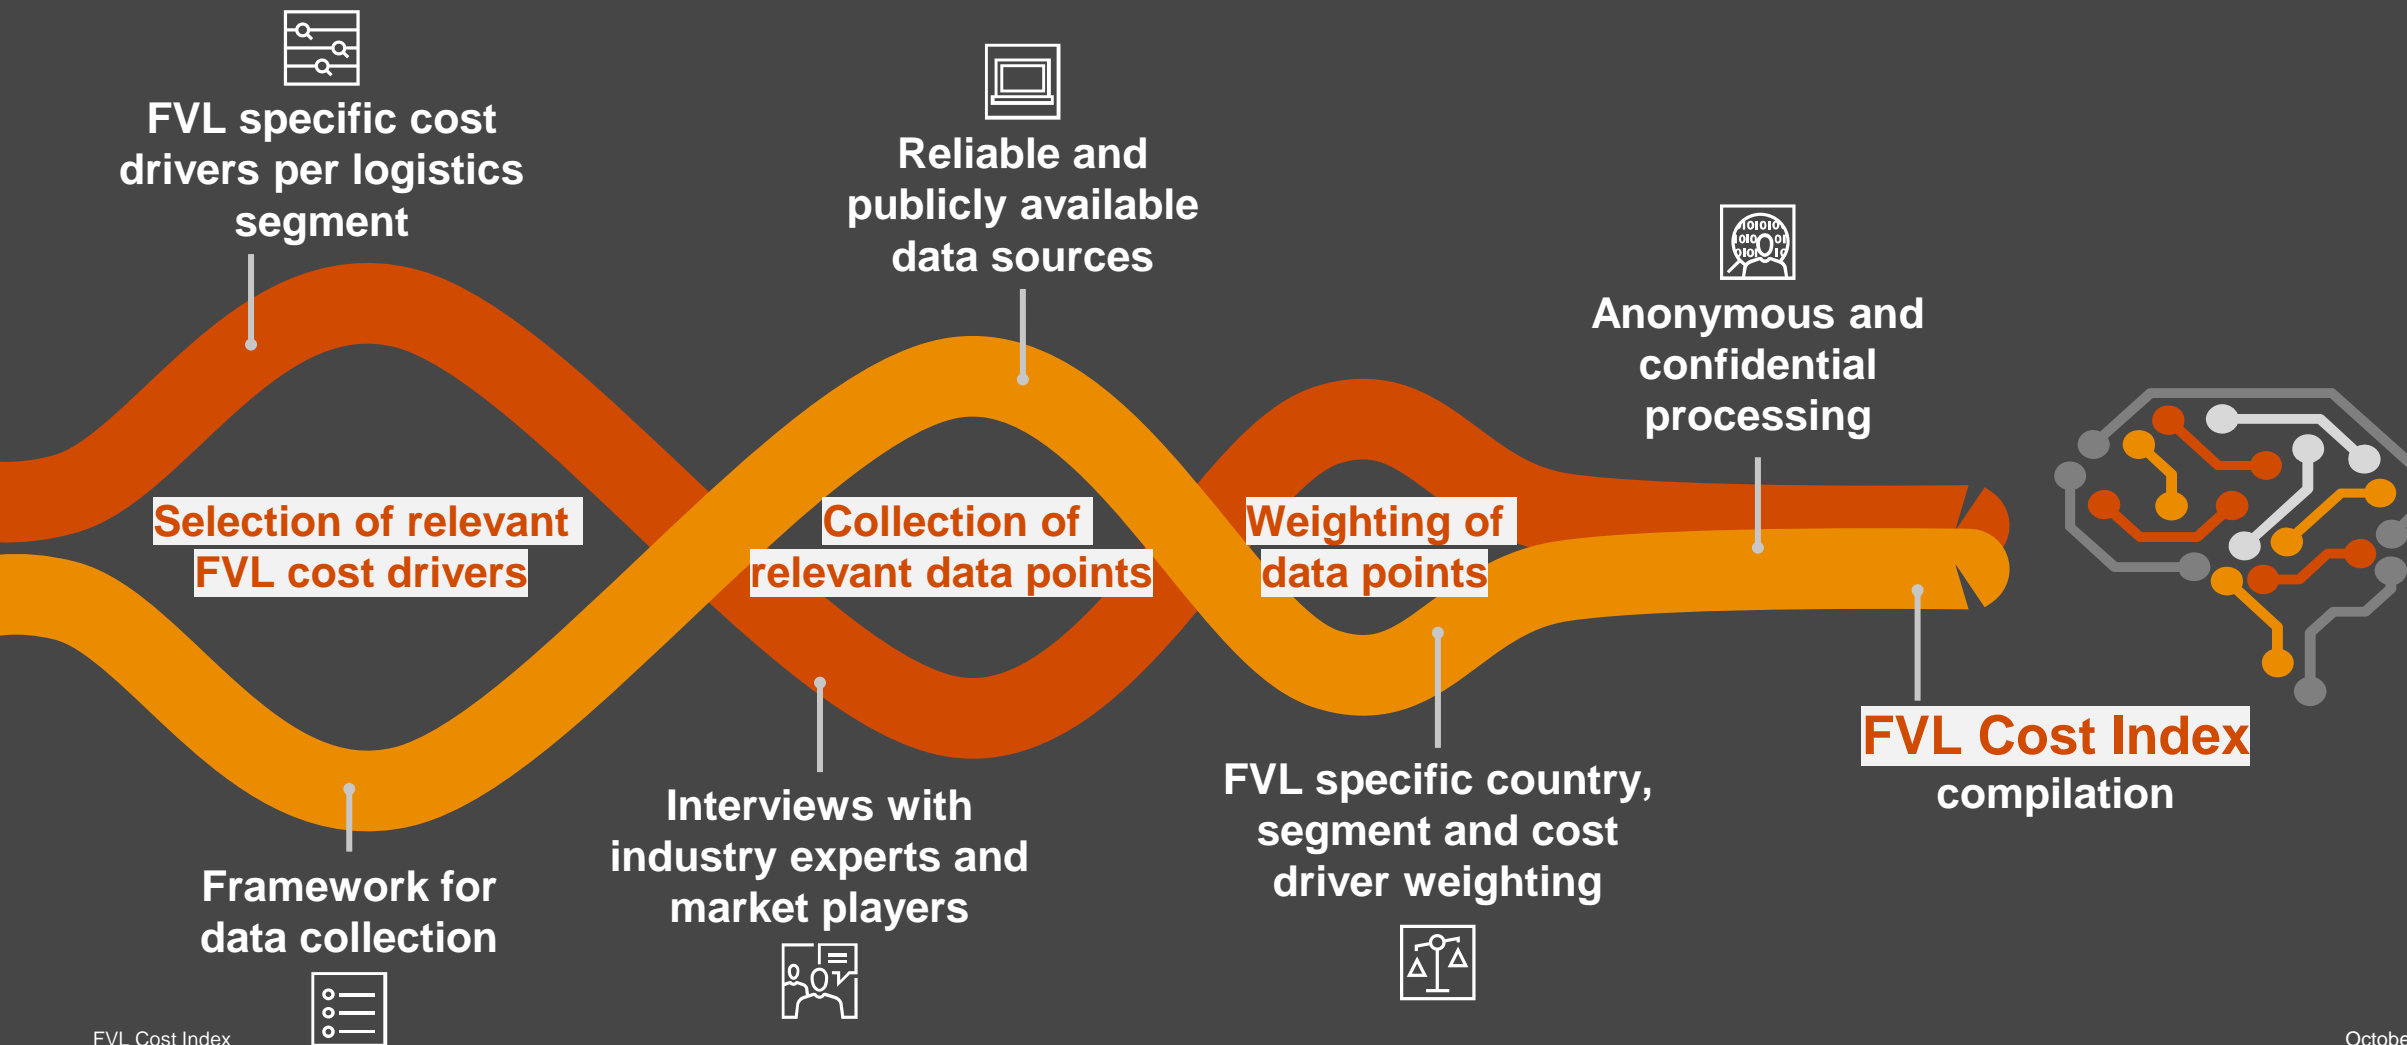 FVL specific cost
drivers per logistics
segment
Reliable and
publicly available
data sources
Anonymous and
confidential
processing
Selection of relevant
FVL cost drivers
Collection of
relevant data points
Weighting of
data points
Framework for
data collection
Interviews with
industry experts and
market players
FVL specific country,
segment and cost
driver weighting
FVL Cost Index
compilation
FVL Cost Index